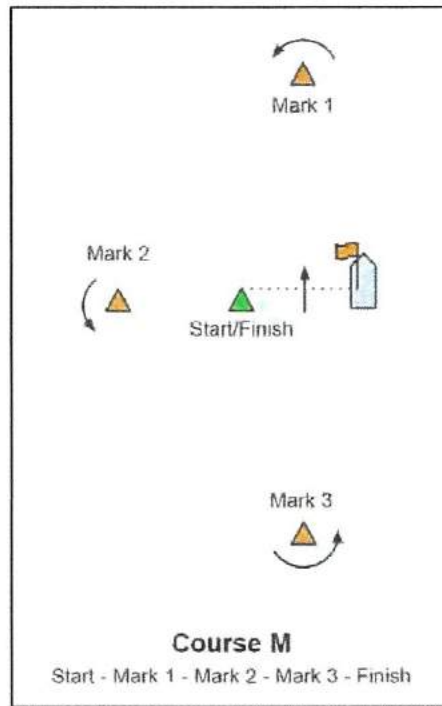 Mark 1
Mark 2
Start/Finish
Mark 3
Course M
Start - Mark 1 - Mark 2 - Mark 3 - Finish